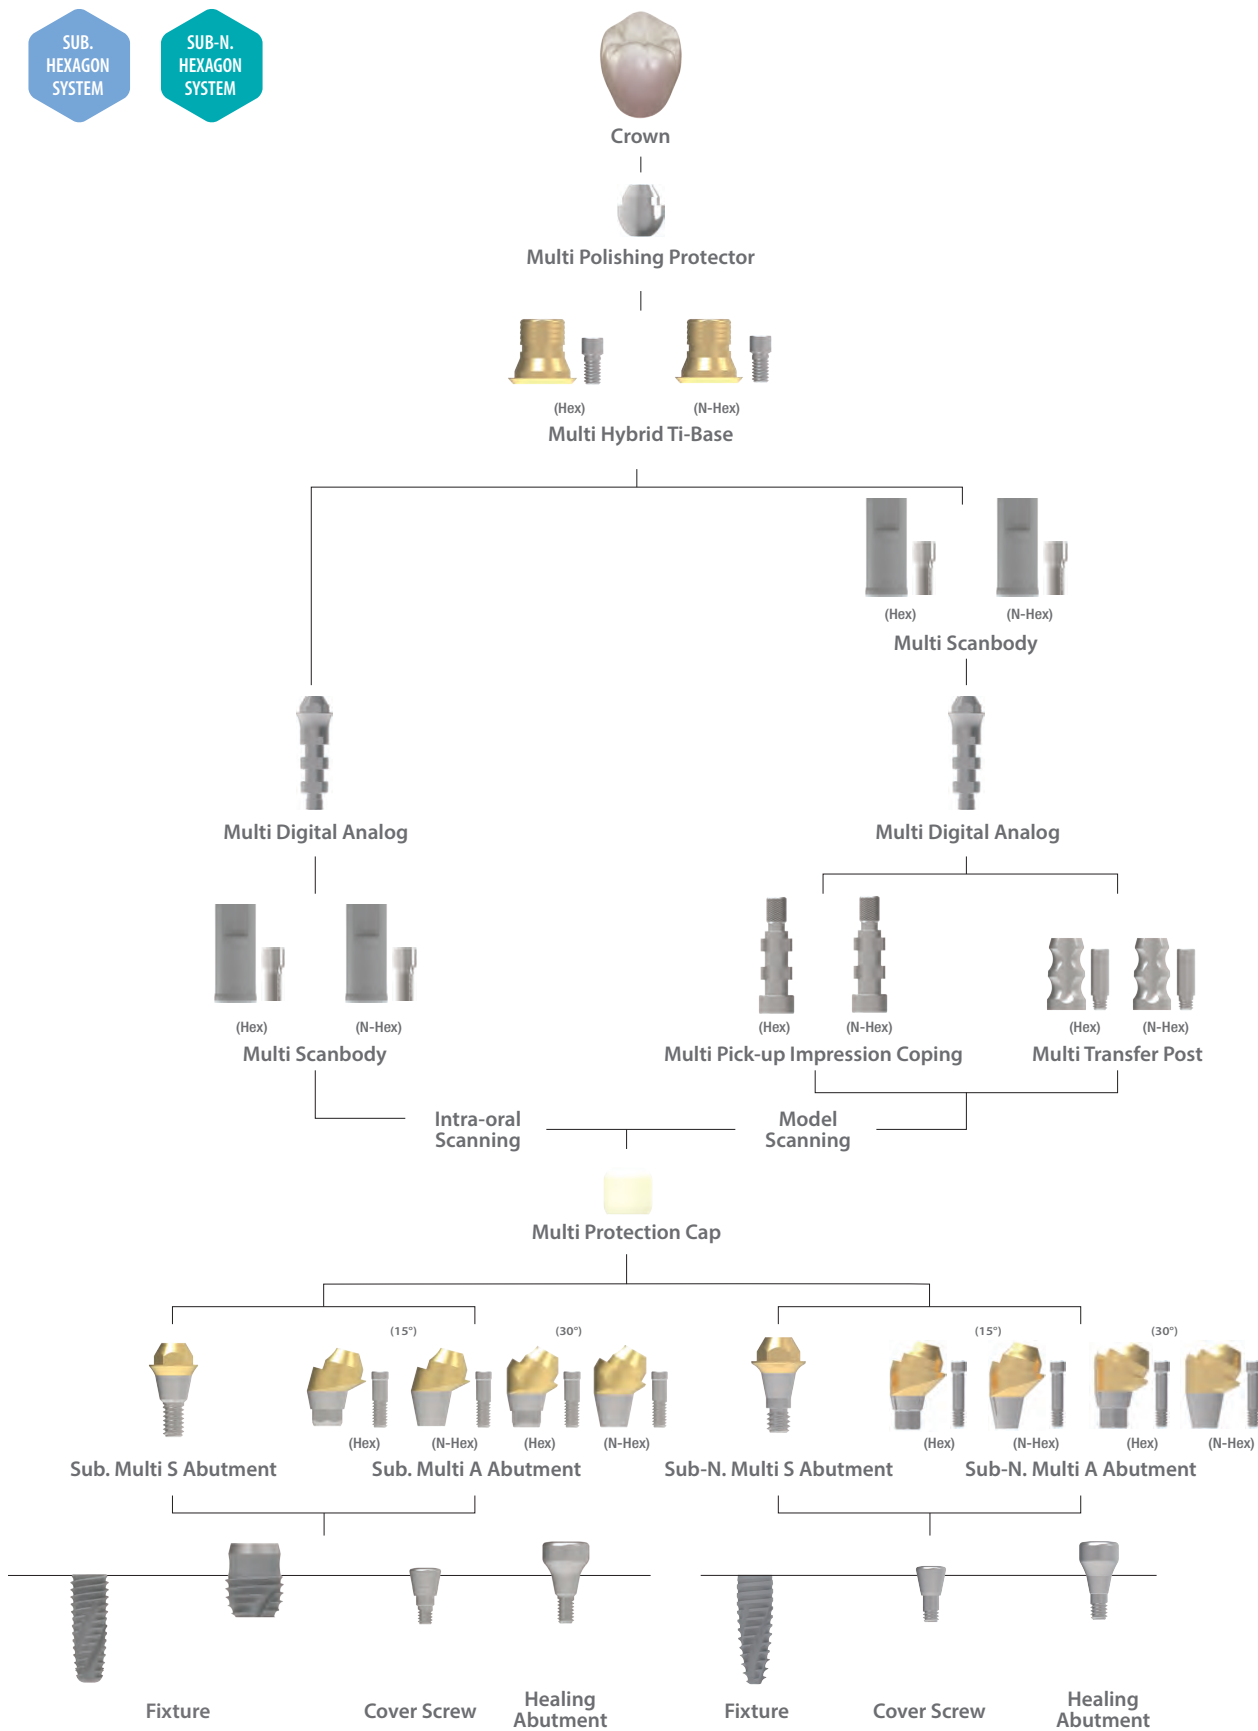 SUB.
HEXAGON
SYSTEM
SUB-N.
HEXAGON
SYSTEM
Crown
Multi Polishing Protector
(Hex) (N-Hex)
Multi Hybrid Ti-Base
(Hex) (N-Hex)
Multi Scanbody
Multi Digital Analog
Multi Digital Analog
(Hex) (N-Hex)
Multi Scanbody
(Hex) (N-Hex)
Multi Pick-up Impression Coping
(Hex) (N-Hex)
Multi Transfer Post
Intra-oral
Scanning
Model
Scanning
Multi Protection Cap
(15°) (30°)
(Hex) (N-Hex) (Hex) (N-Hex)
Sub. Multi S Abutment
Sub. Multi A Abutment
(15°) (30°)
(Hex) (N-Hex) (Hex) (N-Hex)
Sub-N. Multi S Abutment
Sub-N. Multi A Abutment
Fixture
Cover Screw
Healing
Abutment
Fixture
Cover Screw
Healing
Abutment